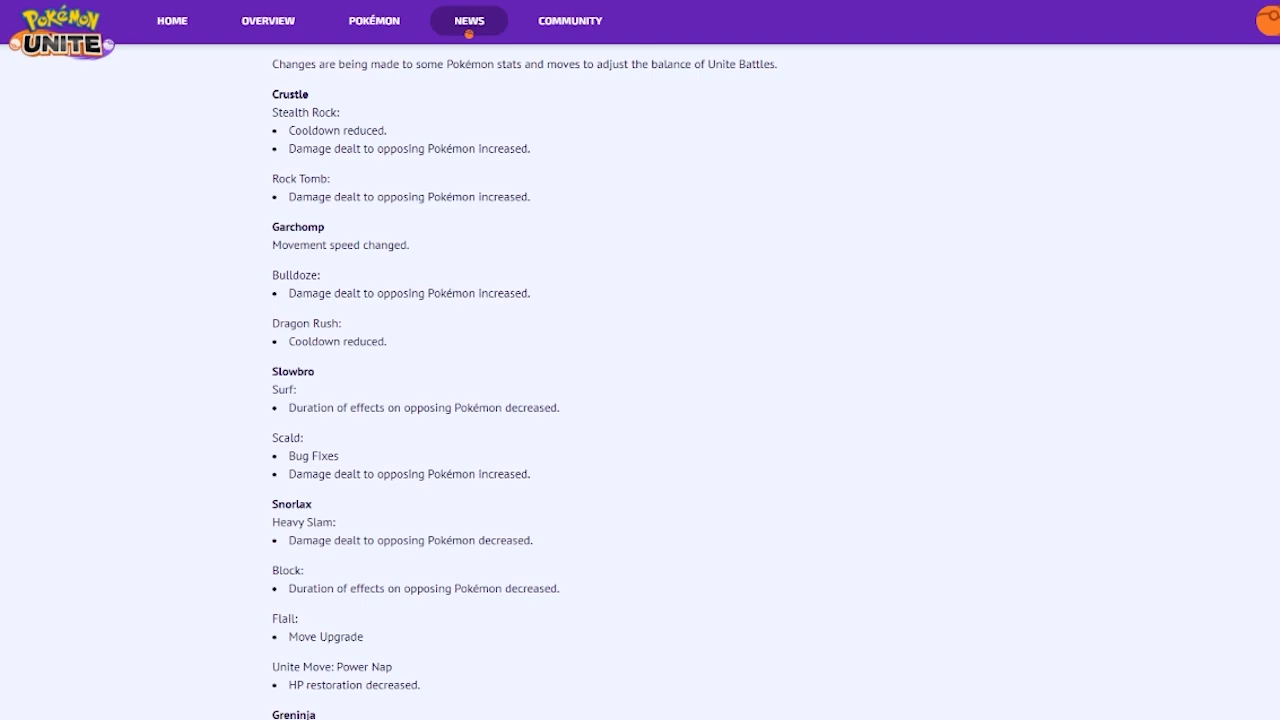 Pokémon
UNITE
HOME
OVERVIEW
POKÉMON
NEWS
COMMUNITY
Changes are being made to some Pokémon stats and moves to adjust the balance of Unite Battles.
Crustle
Stealth Rock:
• Cooldown reduced.
• Damage dealt to opposing Pokémon increased.
Rock Tomb:
• Damage dealt to opposing Pokémon increased.
Garchomp
Movement speed changed.
Bulldoze:
• Damage dealt to opposing Pokémon increased.
Dragon Rush:
• Cooldown reduced.
Slowbro
Surf:
• Duration of effects on opposing Pokémon decreased.
Scald:
• Bug Fixes
• Damage dealt to opposing Pokémon increased.
Snorlax
Heavy Slam:
• Damage dealt to opposing Pokémon decreased.
Block:
• Duration of effects on opposing Pokémon decreased.
Flail:
• Move Upgrade
Unite Move: Power Nap
• HP restoration decreased.
Greninja